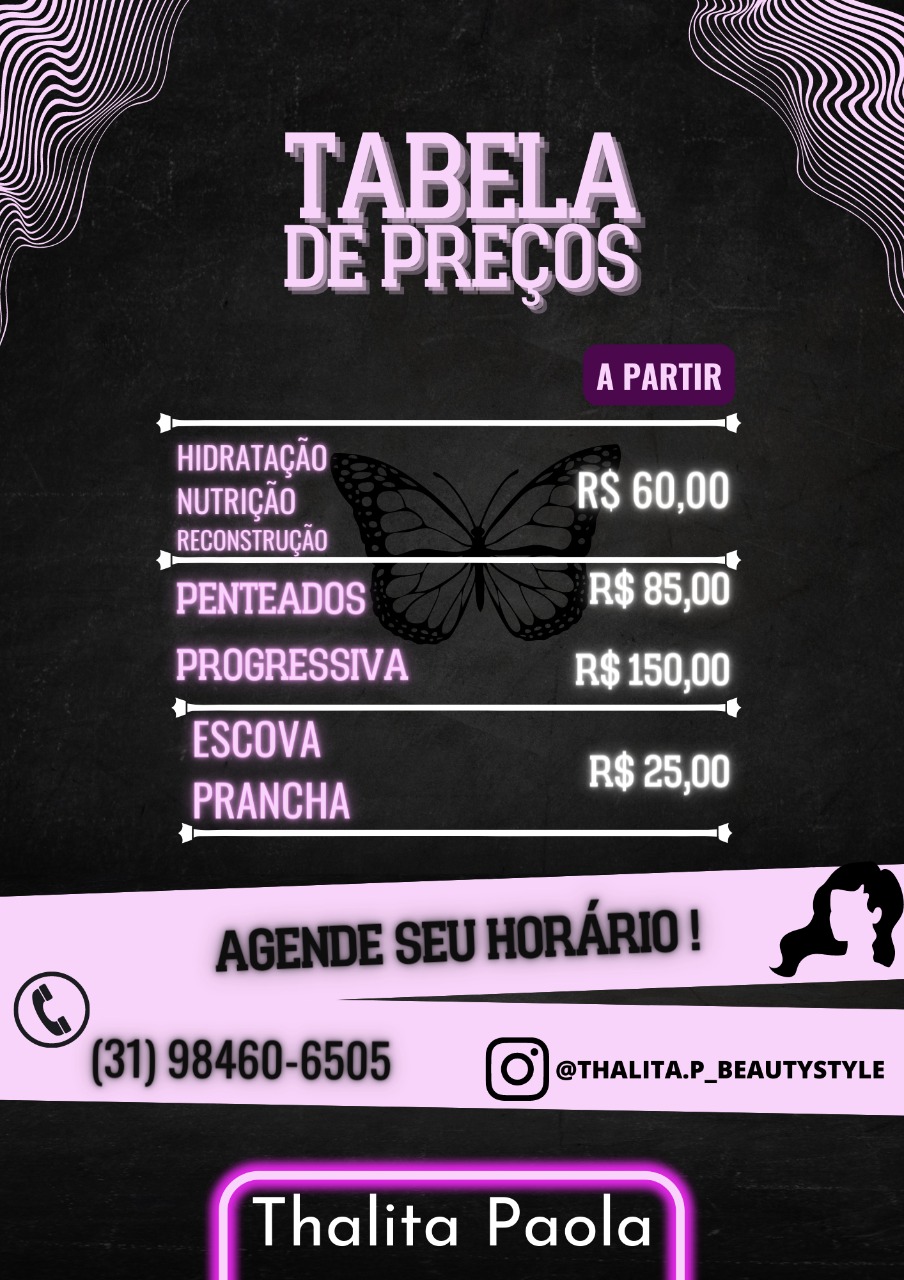 TABELA
DE PREÇOS
A PARTIR
HIDRATAÇÃO
NUTRIÇÃO
R$ 60,00
RECONSTRUÇÃO
PENTEADOS R$ 85,00
PROGRESSIVA R$ 150,00
ESCOVA
R$ 25,00
PRANCHA
AGENDE SEU HORÁRIO !
(31) 98460-6505
@THALITA.P_BEAUTYSTYLE
Thalita Paola